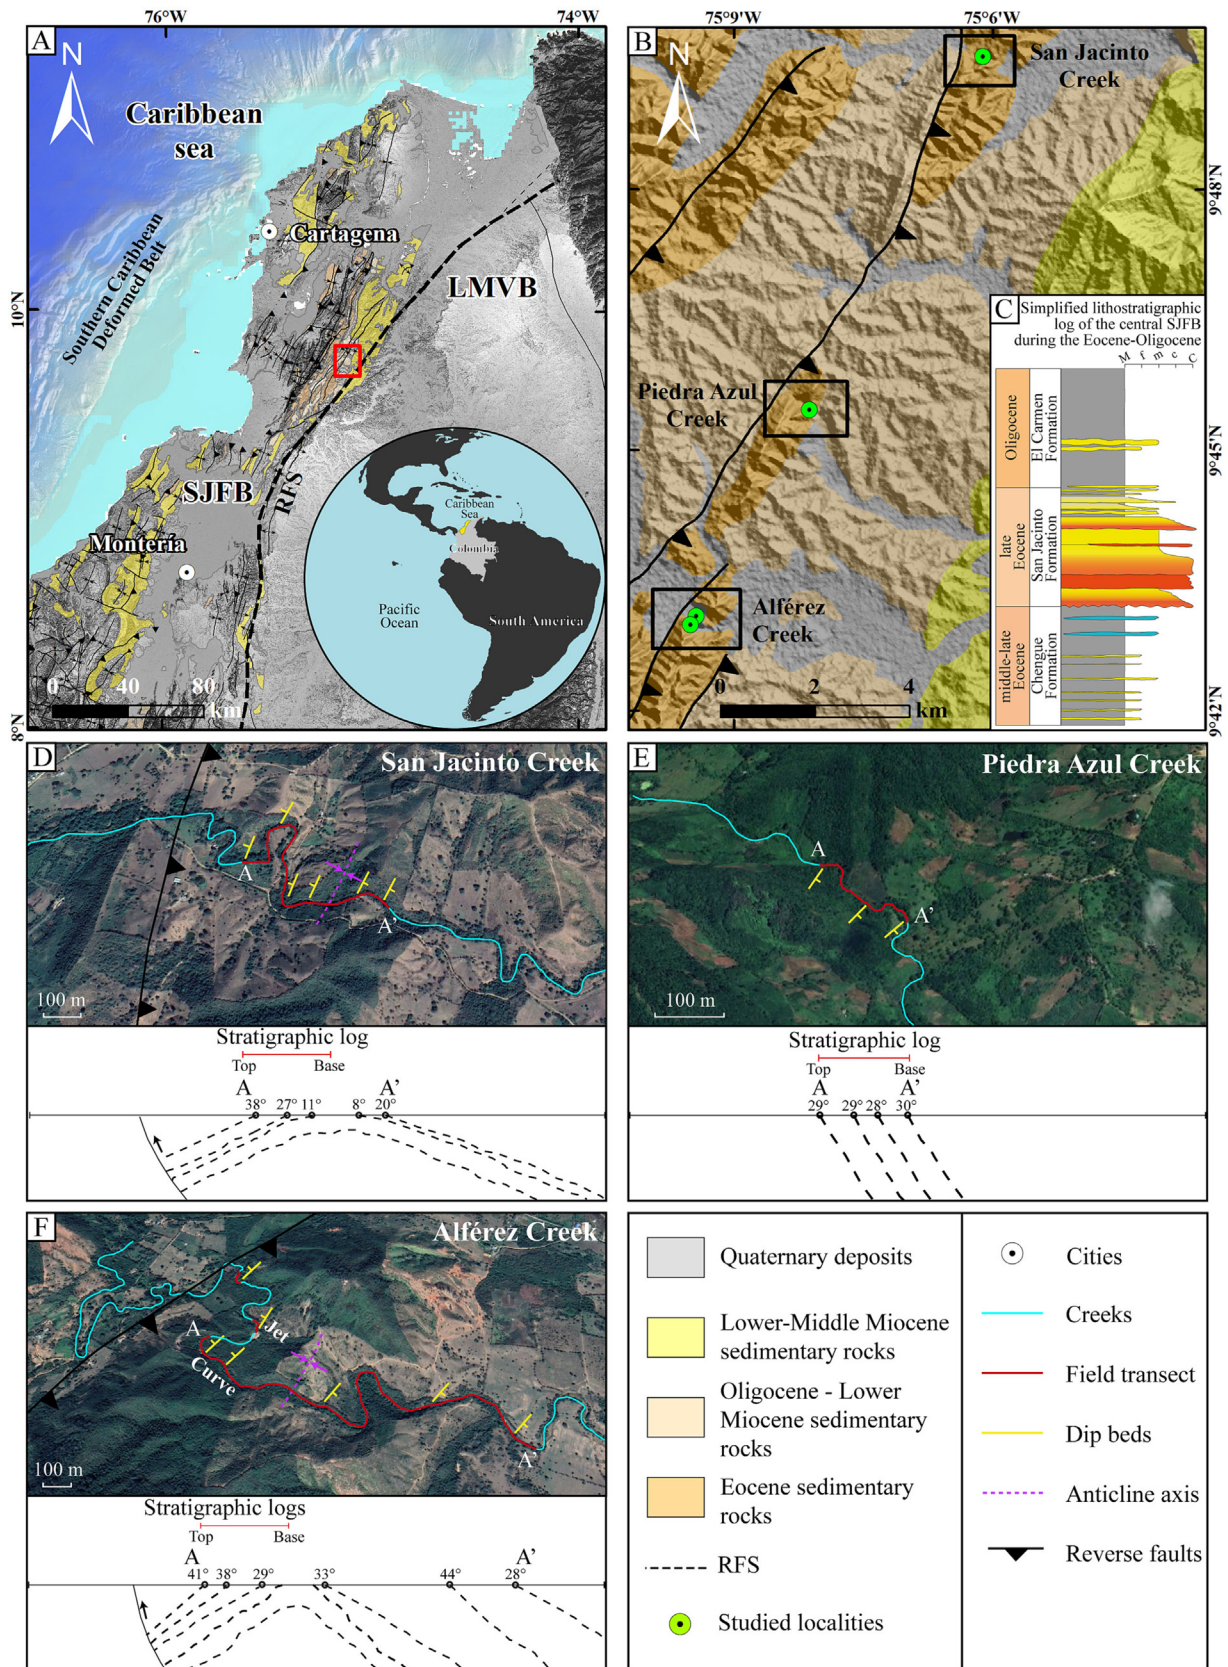 76°W
74°W
A
N
Caribbean
sea
Southern Caribbean
Deformed Belt
Cartagena
LMVB
10°N
SJFB
RFS
Montería
0 40 80
km
8°N
Caribbean
Sea
Colombia
Pacific
Ocean
South America
75°9'W
75°6'W
B
N
San Jacinto
Creek
9°48'N
Piedra Azul
Creek
9°45'N
Alférez
Creek
0 2 4
km
9°42'N
C
Simplified lithostratigraphic
log of the central SJFB
during the Eocene-Oligocene
M f m c C
Oligocene
El Carmen
Formation
late
Eocene
San Jacinto
Formation
middle-late
Eocene
Chengue
Formation
D
San Jacinto Creek
A
A’
100 m
Stratigraphic log
Top Base
A A’
38° 27° 11° 8° 20°
E
Piedra Azul Creek
A
A’
100 m
Stratigraphic log
Top Base
A A’
29° 29° 28° 30°
F
Alférez Creek
A
Jet
Curve
A’
100 m
Stratigraphic logs
Top Base
A A’
41° 38° 29° 33° 44° 28°
Quaternary deposits
Lower-Middle Miocene
sedimentary rocks
Oligocene - Lower
Miocene sedimentary
rocks
Eocene sedimentary
rocks
RFS
Studied localities
Cities
Creeks
Field transect
Dip beds
Anticline axis
Reverse faults